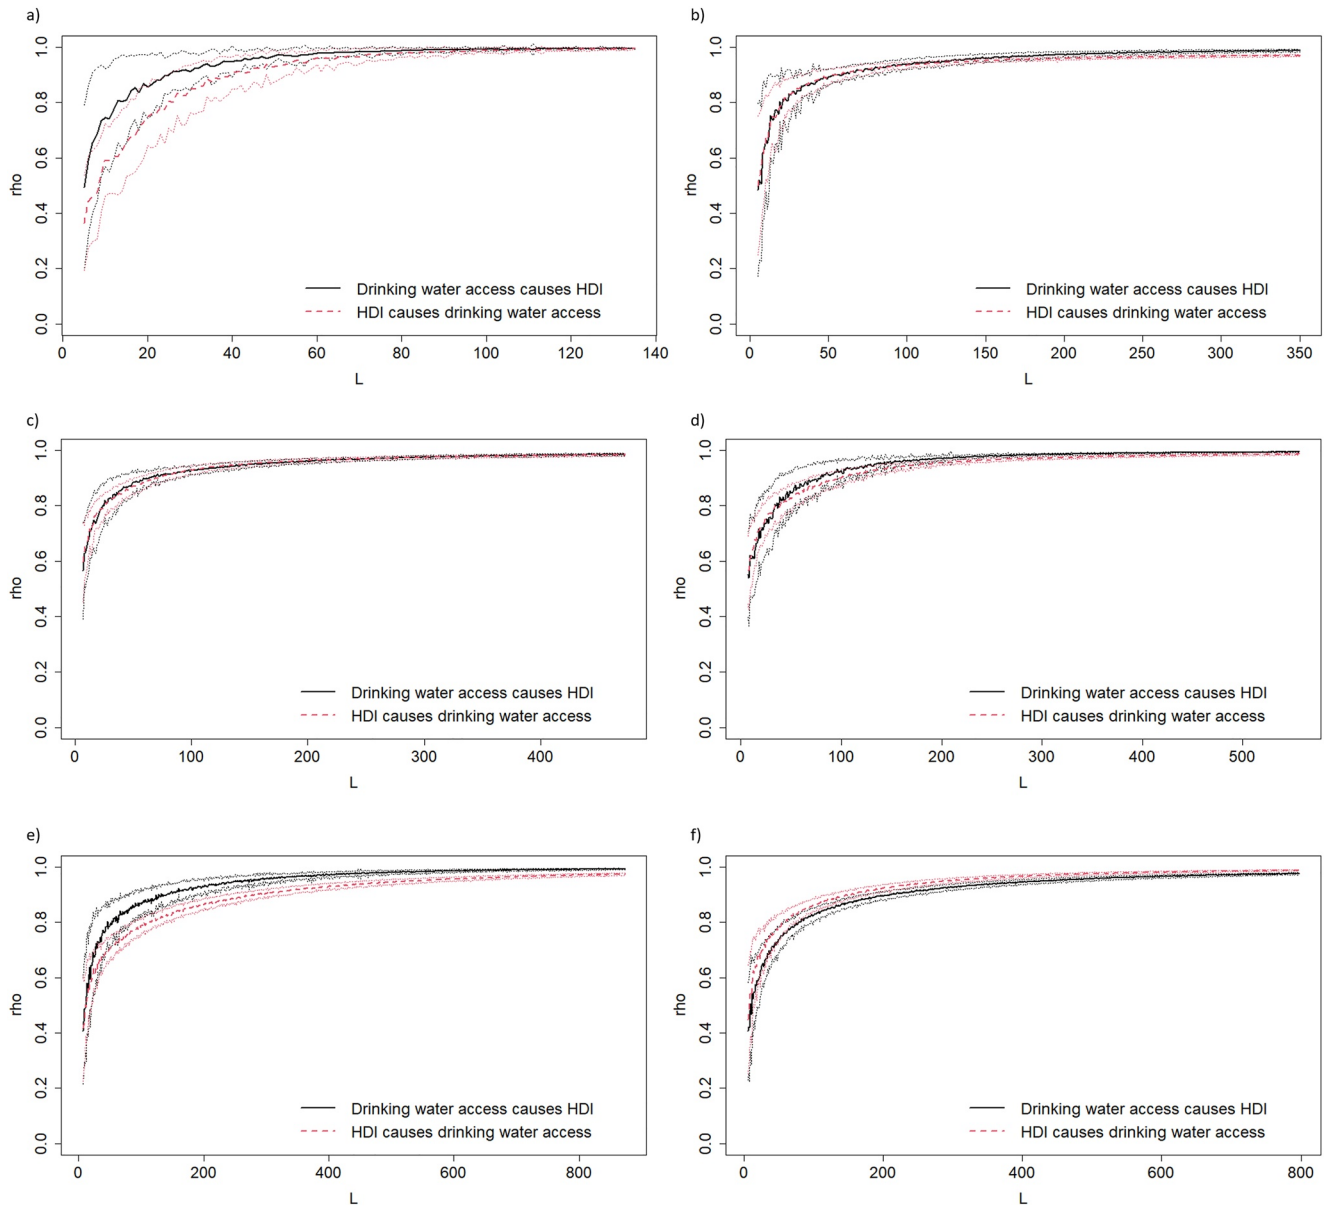 a)
1.0
0.8
0.6
0.4
0.2
0.0
rho
Drinking water access causes HDI
HDI causes drinking water access
0 20 40 60 80 100 120 140
L
b)
1.0
0.8
0.6
0.4
0.2
0.0
rho
Drinking water access causes HDI
HDI causes drinking water access
0 50 100 150 200 250 300 350
L
c)
1.0
0.8
0.6
0.4
0.2
0.0
rho
Drinking water access causes HDI
HDI causes drinking water access
0 100 200 300 400
L
d)
1.0
0.8
0.6
0.4
0.2
0.0
rho
Drinking water access causes HDI
HDI causes drinking water access
0 100 200 300 400 500
L
e)
1.0
0.8
0.6
0.4
0.2
0.0
rho
Drinking water access causes HDI
HDI causes drinking water access
0 200 400 600 800
L
f)
1.0
0.8
0.6
0.4
0.2
0.0
rho
Drinking water access causes HDI
HDI causes drinking water access
0 200 400 600 800
L